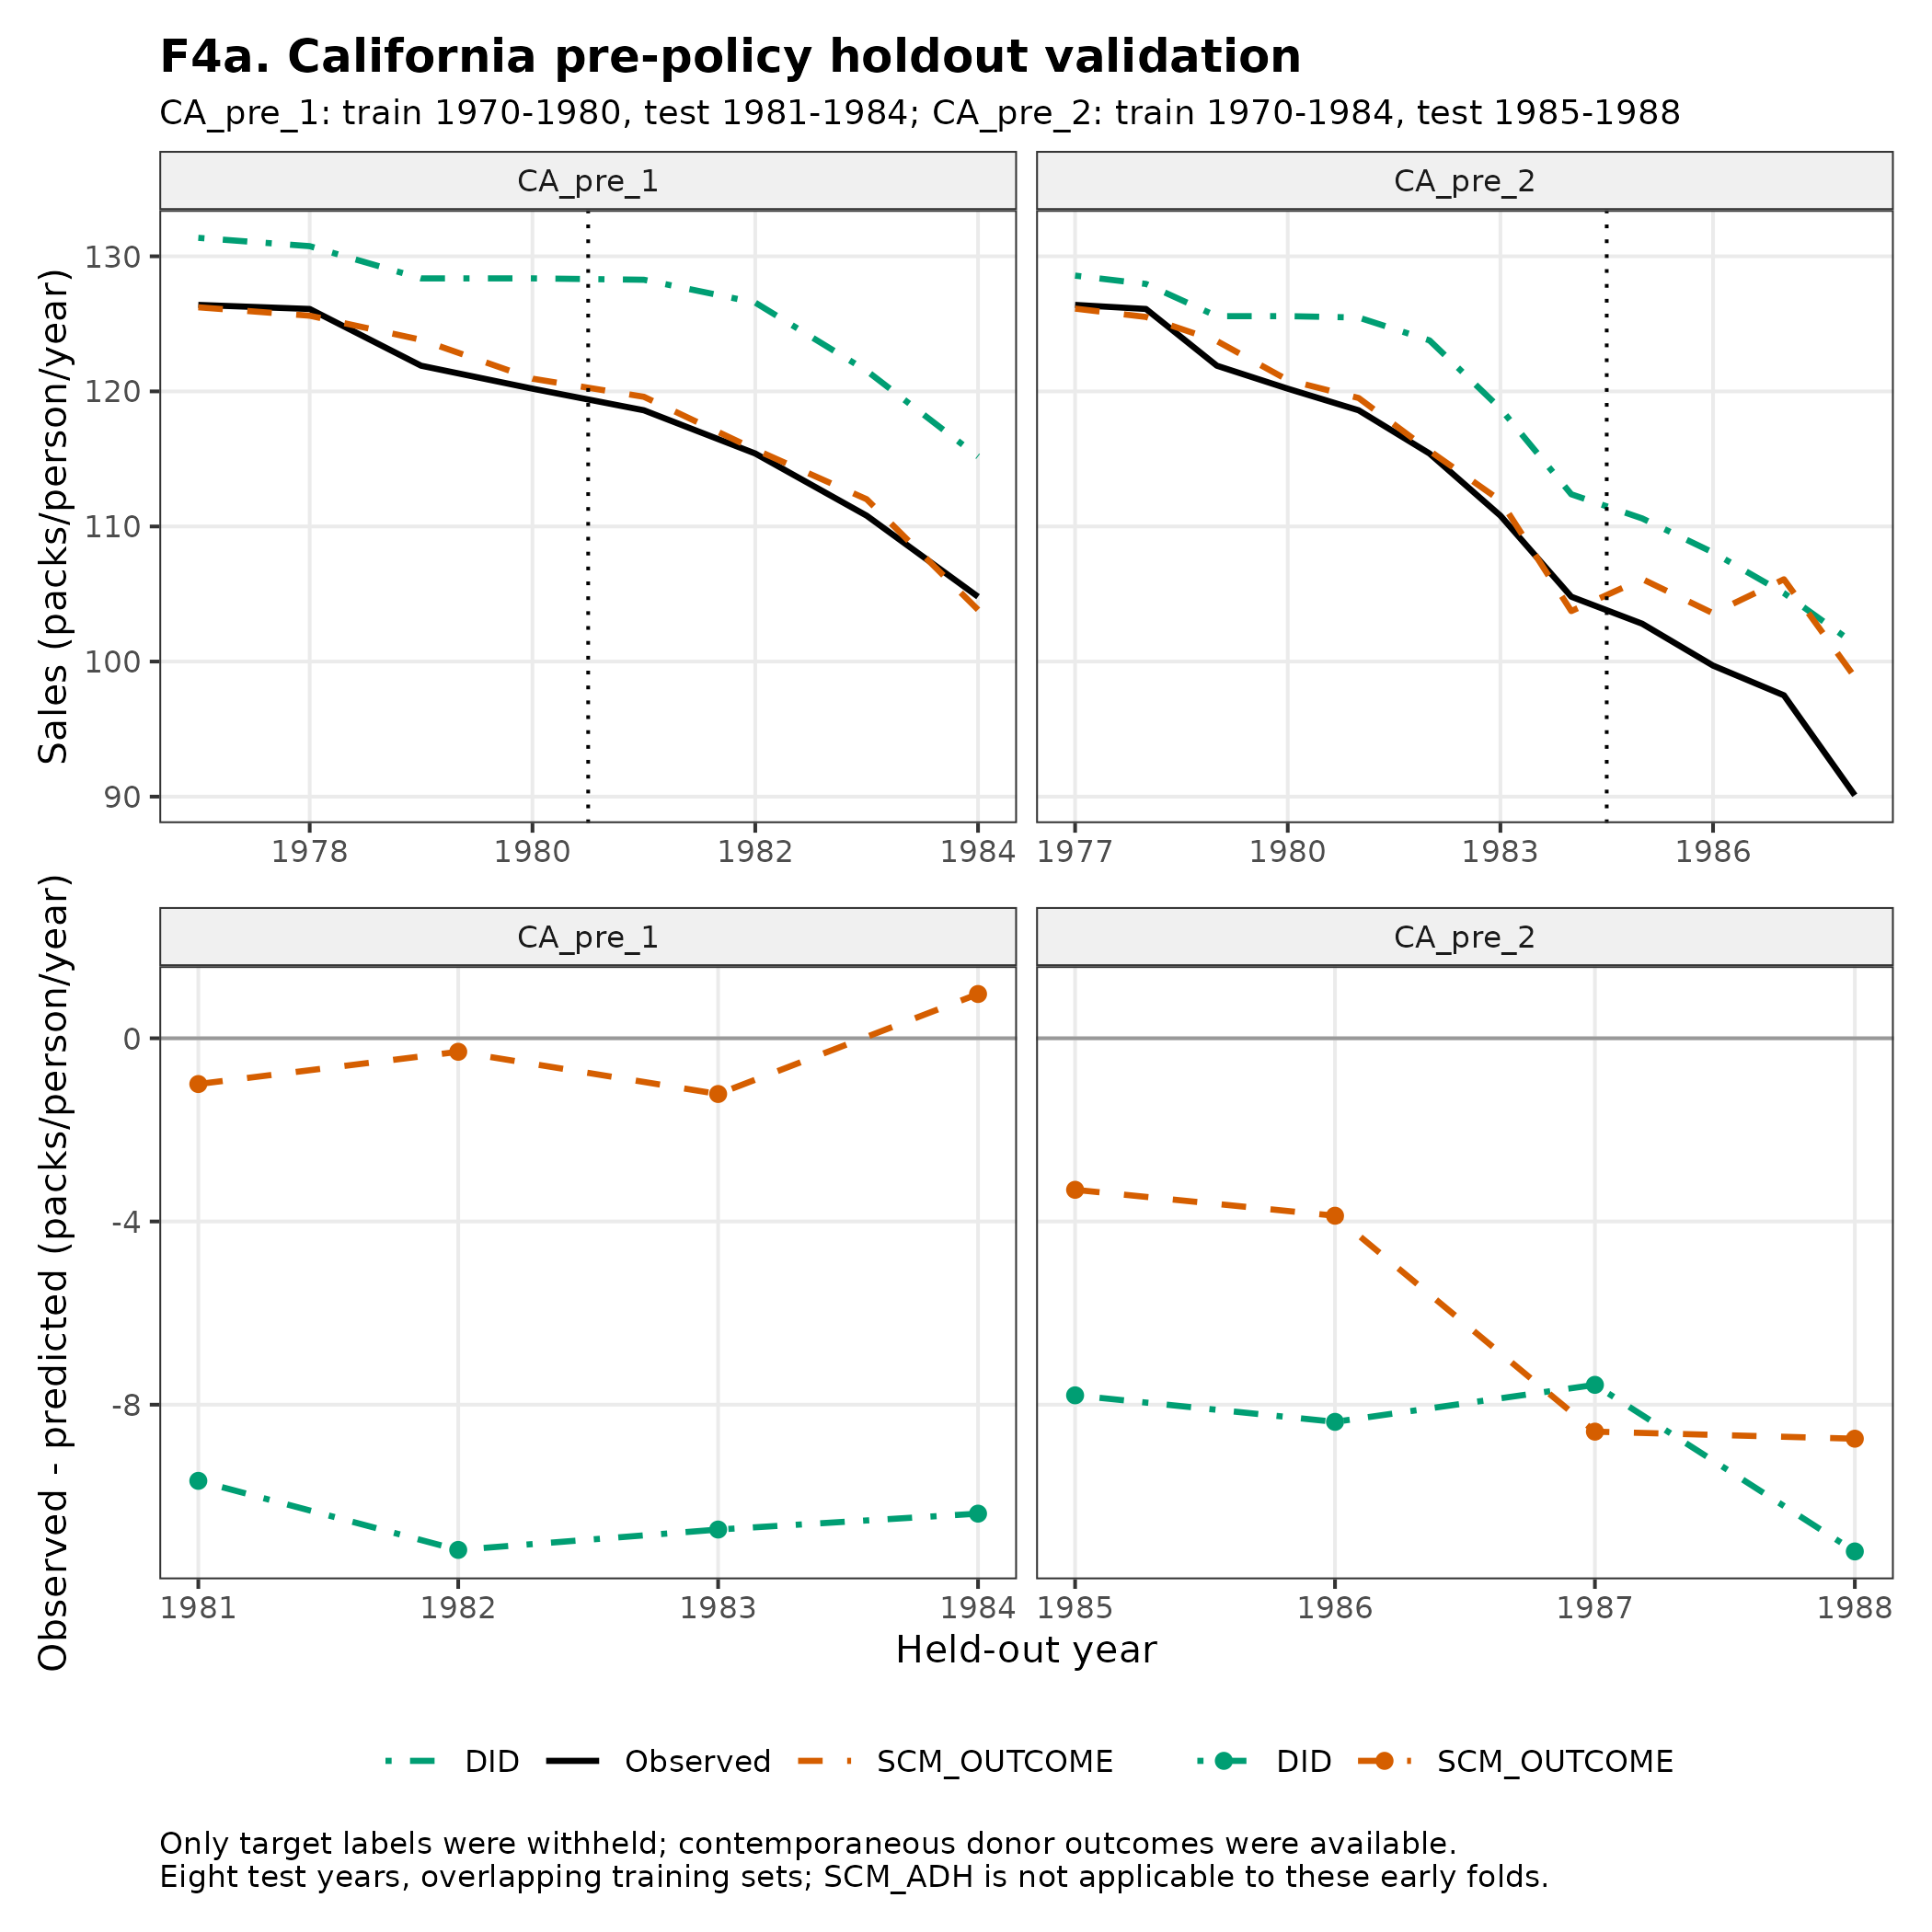 F4a. California pre-policy holdout validation
CA_pre_1: train 1970-1980, test 1981-1984; CA_pre_2: train 1970-1984, test 1985-1988
CA_pre_1
CA_pre_2
Sales (packs/person/year)
130
120
110
100
90
1978
1980
1982
1984
1977
1980
1983
1986
CA_pre_1
CA_pre_2
Observed - predicted (packs/person/year)
0
-4
-8
1981
1982
1983
1984
1985
1986
1987
1988
Held-out year
DID
Observed
SCM_OUTCOME
DID
SCM_OUTCOME
Only target labels were withheld; contemporaneous donor outcomes were available.
Eight test years, overlapping training sets; SCM_ADH is not applicable to these early folds.